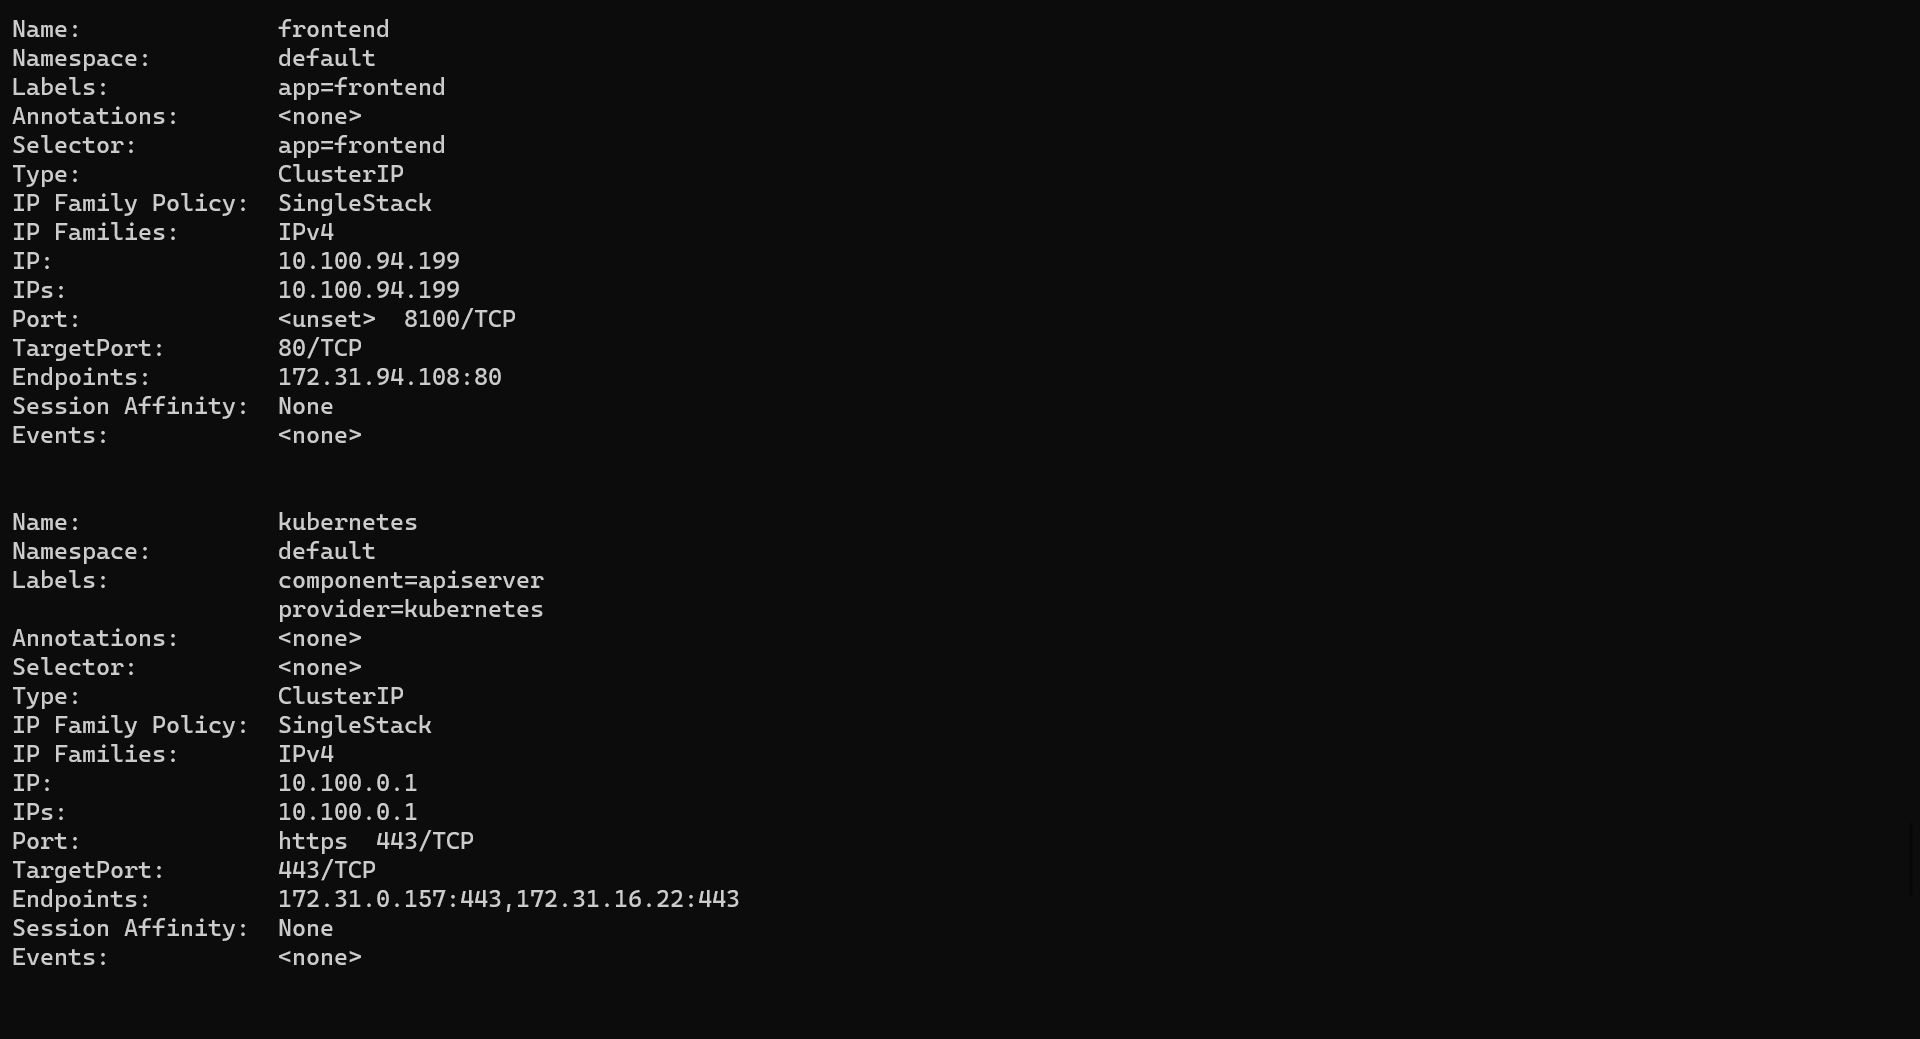 Name:              frontend
Namespace:         default
Labels:            app=frontend
Annotations:       <none>
Selector:          app=frontend
Type:              ClusterIP
IP Family Policy:  SingleStack
IP Families:       IPv4
IP:                10.100.94.199
IPs:               10.100.94.199
Port:              <unset>  8100/TCP
TargetPort:        80/TCP
Endpoints:         172.31.94.108:80
Session Affinity:  None
Events:            <none>
Name:              kubernetes
Namespace:         default
Labels:            component=apiserver
                   provider=kubernetes
Annotations:       <none>
Selector:          <none>
Type:              ClusterIP
IP Family Policy:  SingleStack
IP Families:       IPv4
IP:                10.100.0.1
IPs:               10.100.0.1
Port:              https  443/TCP
TargetPort:        443/TCP
Endpoints:         172.31.0.157:443,172.31.16.22:443
Session Affinity:  None
Events:            <none>